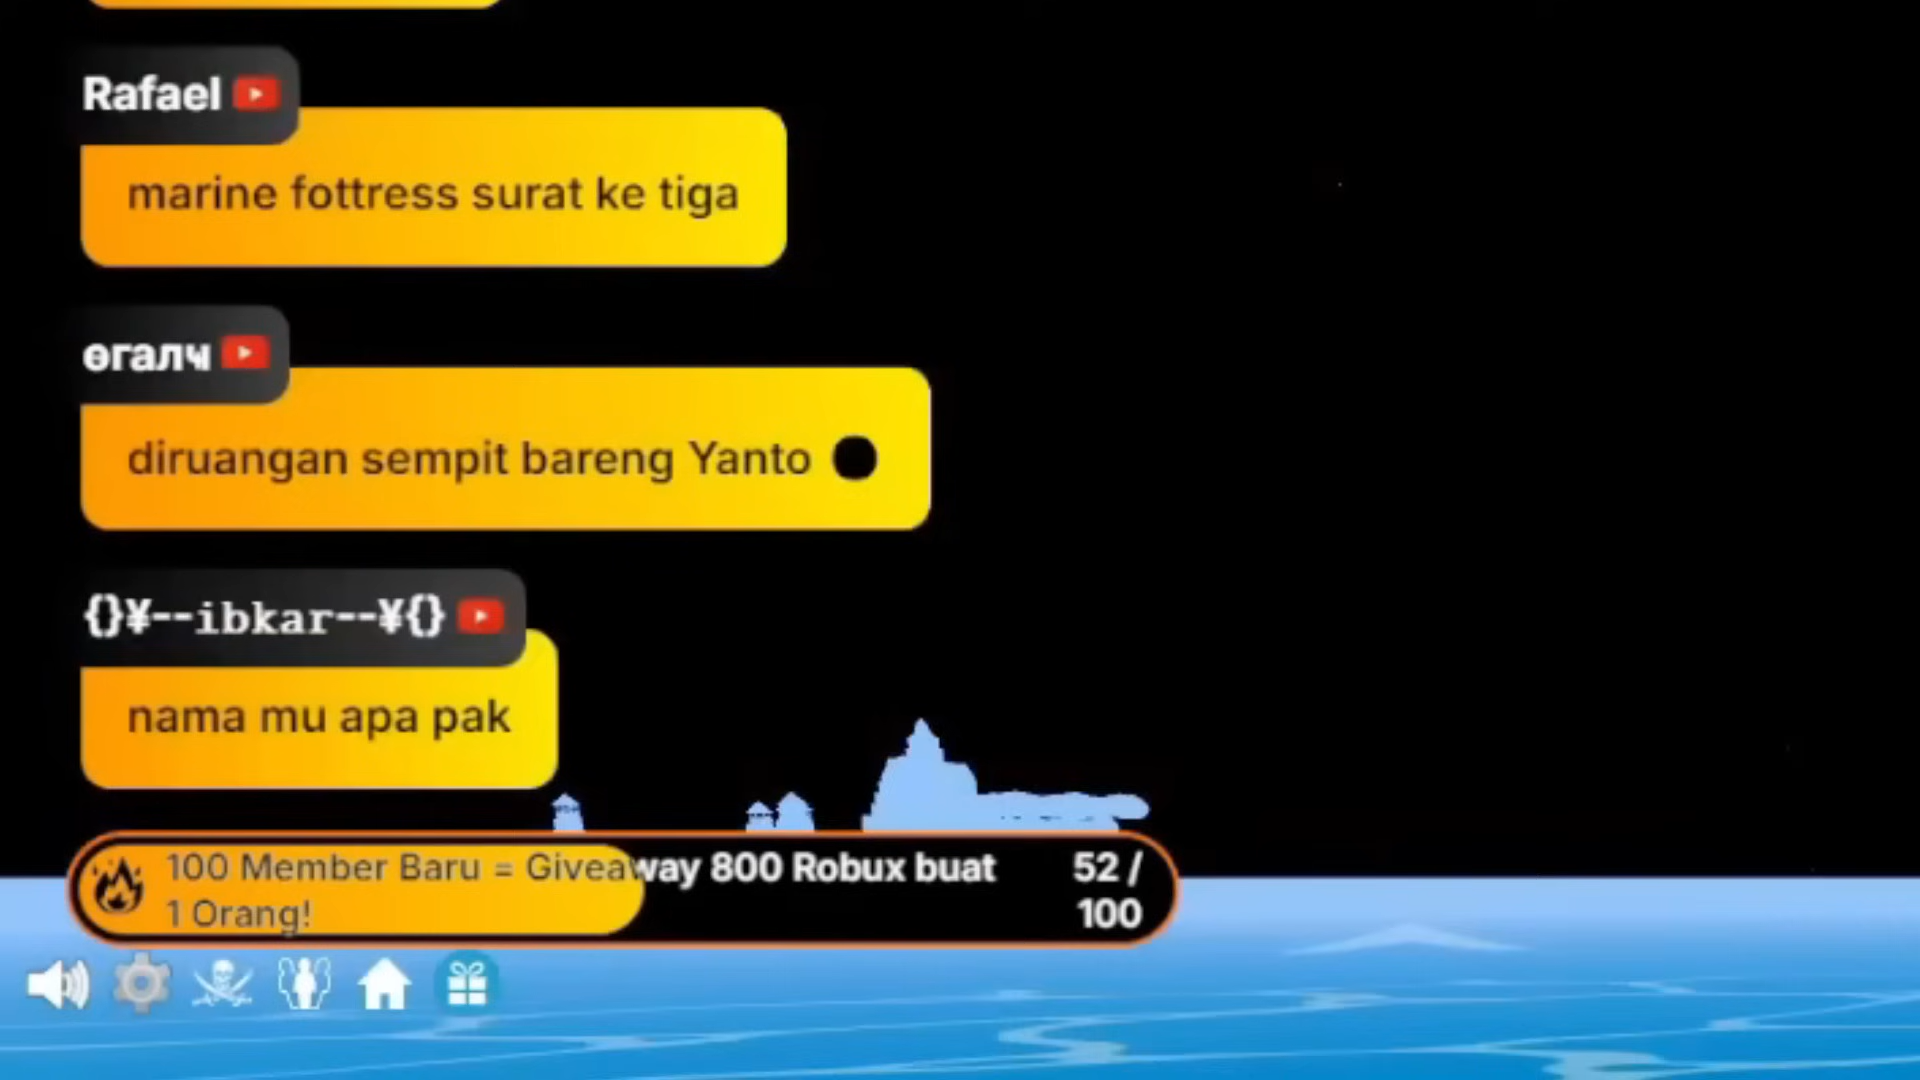 Rafael
marine fottress surat ke tiga
өгалч
diruangan sempit bareng Yanto
{}¥--ibkar--¥{}
nama mu apa pak
100 Member Baru = Giveaway 800 Robux buat 52 /
1 Orang! 100